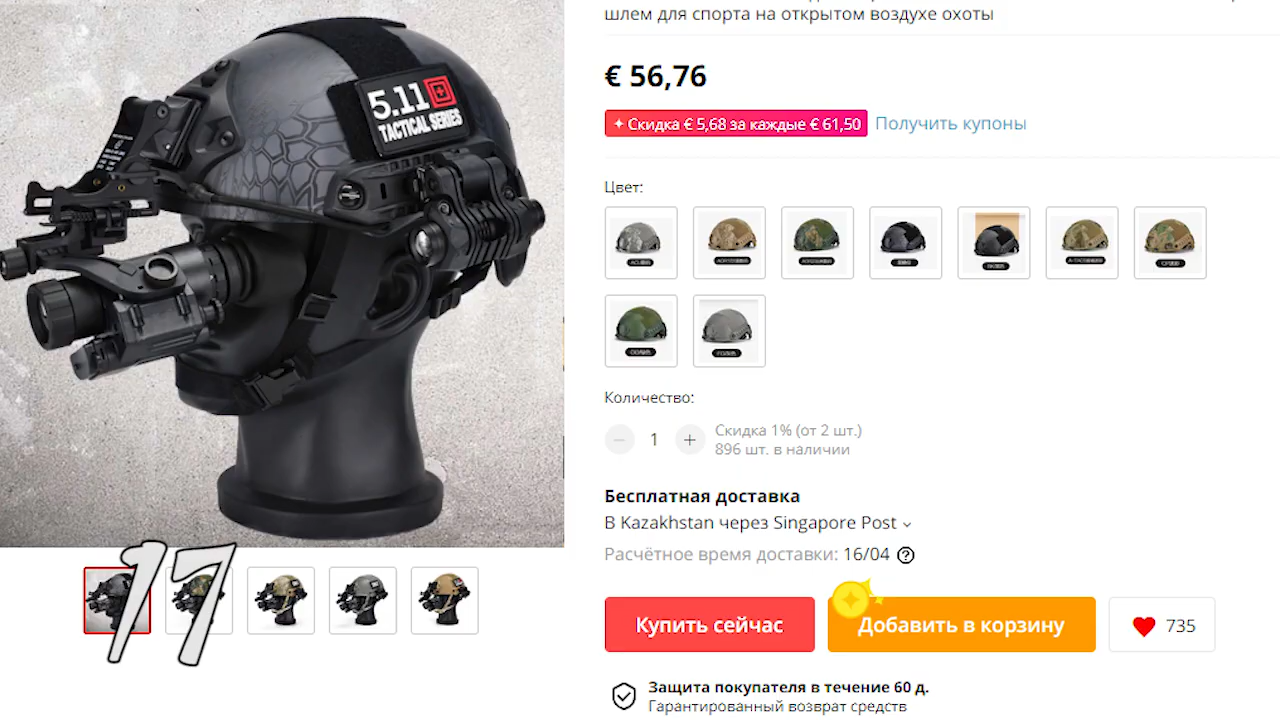 шлем для спорта на открытом воздухе охоты
€ 56,76
Скидка € 5,68 за каждые € 61,50 Получить купоны
Цвет:
Количество:
1
Скидка 1% (от 2 шт.)
896 шт. в наличии
Бесплатная доставка
В Kazakhstan через Singapore Post
Расчётное время доставки: 16/04
Купить сейчас
Добавить в корзину
735
Защита покупателя в течение 60 д.
Гарантированный возврат средств
5.11
TACTICAL SERIES
17